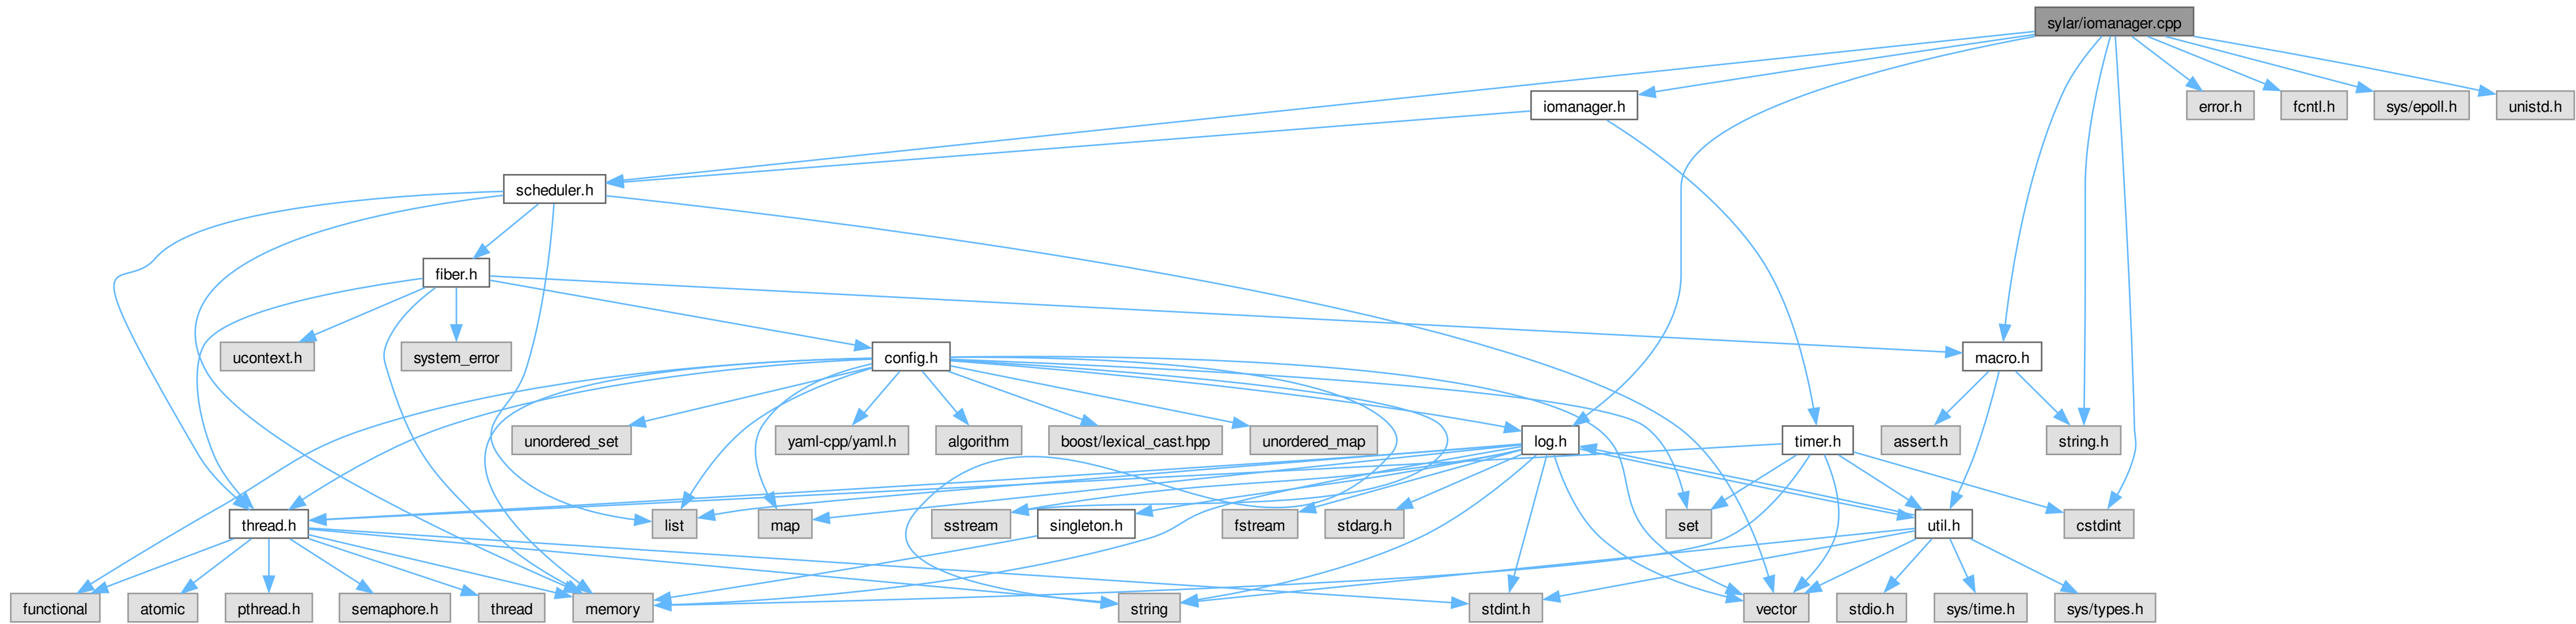 sylar/iomanager.cpp
iomanager.h
error.h
fcntl.h
sys/epoll.h
unistd.h
scheduler.h
fiber.h
ucontext.h
system_error
config.h
macro.h
unordered_set
yaml-cpp/yaml.h
algorithm
boost/lexical_cast.hpp
unordered_map
log.h
timer.h
assert.h
string.h
thread.h
list
map
sstream
singleton.h
fstream
stdarg.h
set
util.h
cstdint
functional
atomic
pthread.h
semaphore.h
thread
memory
string
stdint.h
vector
stdio.h
sys/time.h
sys/types.h